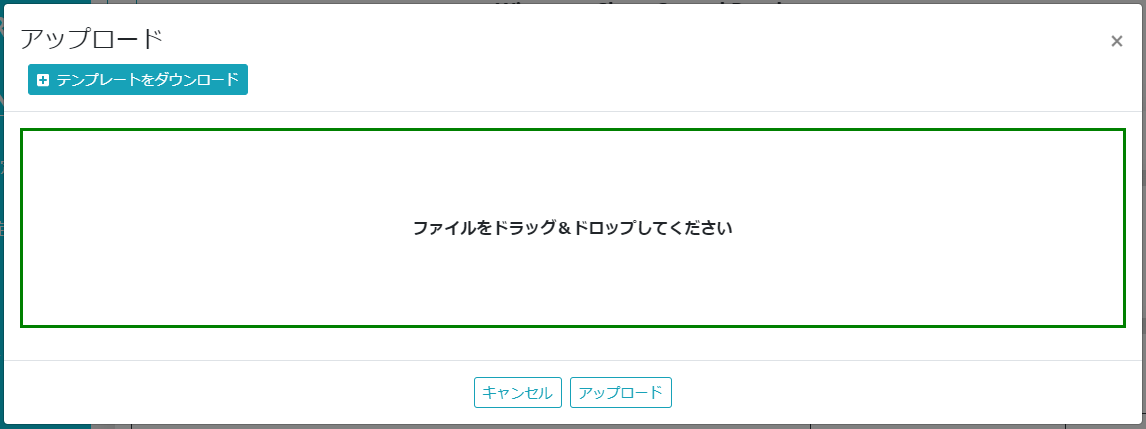 アップロード
×
テンプレートをダウンロード
ファイルをドラッグ＆ドロップしてください
キャンセル
アップロード